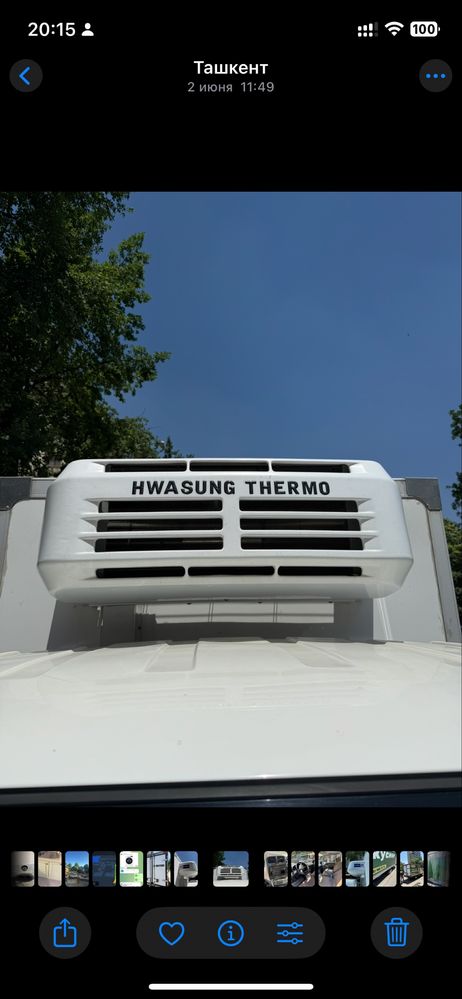 20:15
100
Ташкент
2 июня 11:49
HWASUNG THERMO